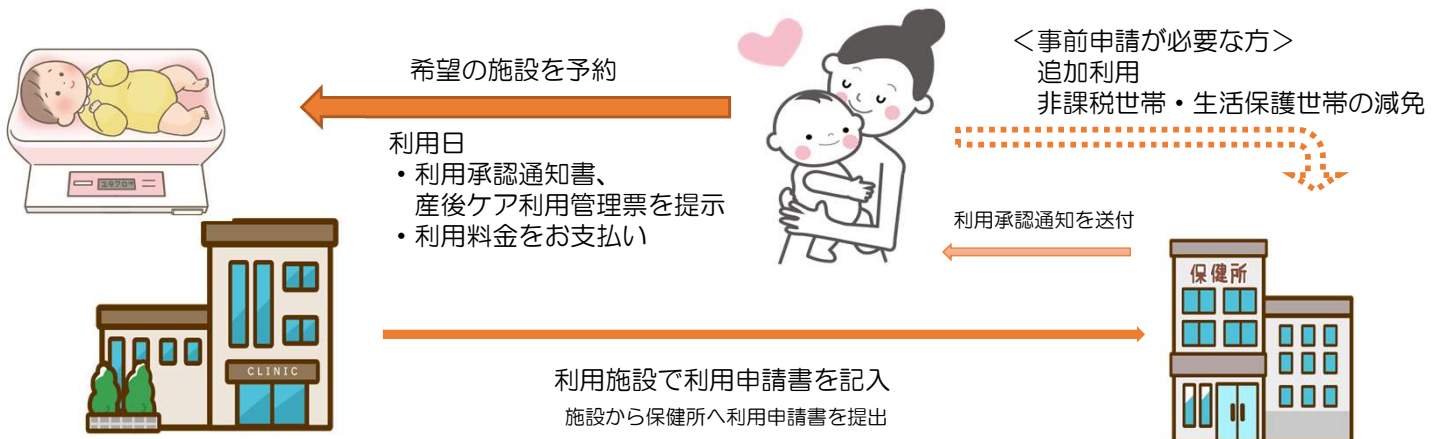 ＜事前申請が必要な方＞
追加利用
非課税世帯・生活保護世帯の減免
希望の施設を予約
利用日
・利用承認通知書、
産後ケア利用管理票を提示
・利用料金をお支払い
利用承認通知を送付
保健所
CLINIC
利用施設で利用申請書を記入
施設から保健所へ利用申請書を提出